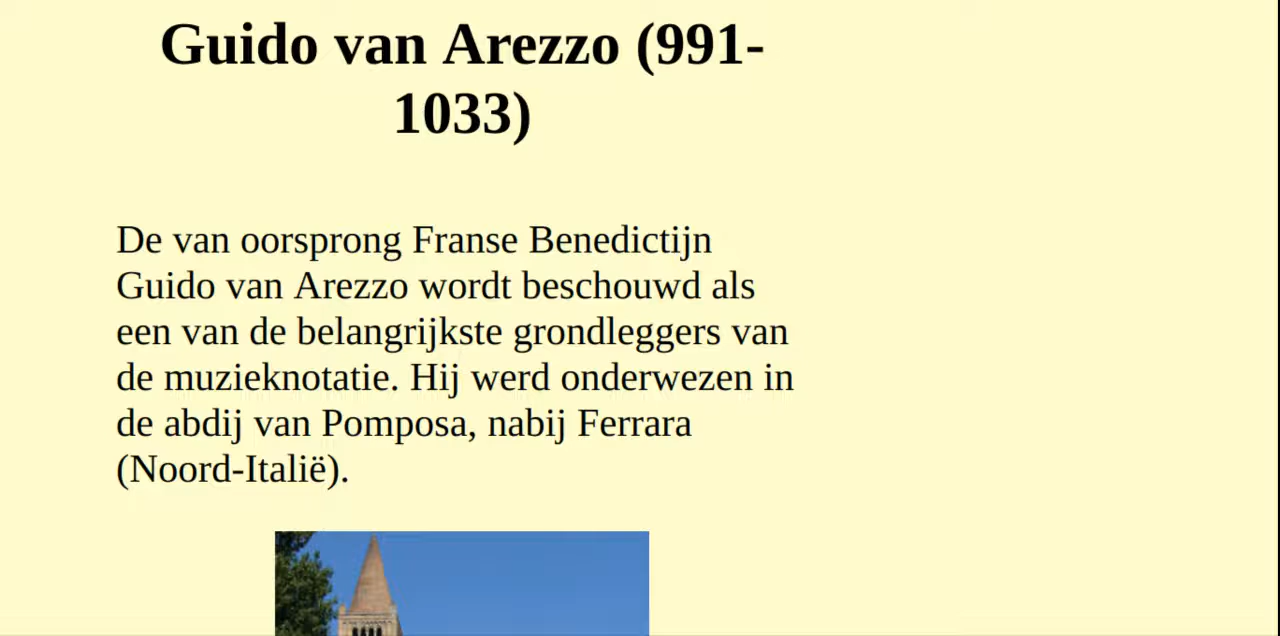 Guido van Arezzo (991-
1033)
De van oorsprong Franse Benedictijn
Guido van Arezzo wordt beschouwd als
een van de belangrijkste grondleggers van
de muzieknotatie. Hij werd onderwezen in
de abdij van Pomposa, nabij Ferrara
(Noord-Italië).